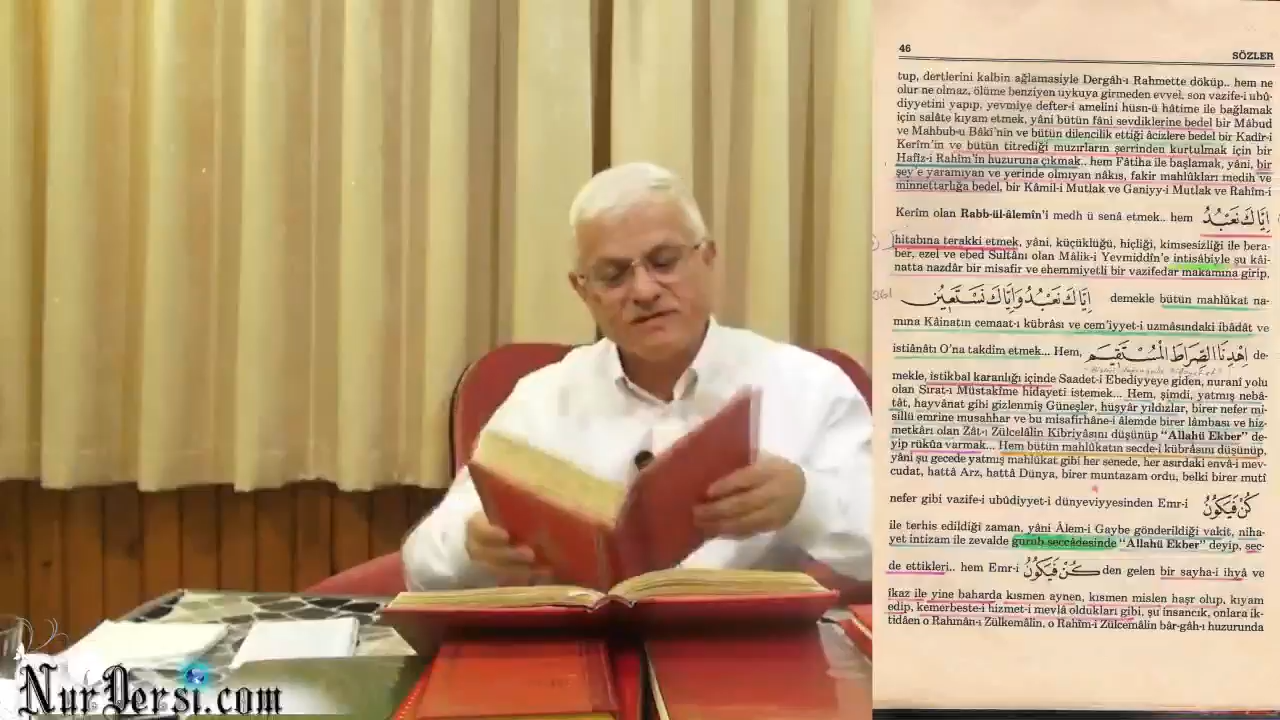 46
SÖZLER
tup, dertlerini kalbin ağlamasiyle Dergâh-ı Rahmette döküp.. hem ne
olur ne olmaz, ölüme benziyen uykuya girmeden evvel, son vazife-i ubû-
diyyetini yapıp, yevmiye defter-i amelini hüsn-ü hâtime ile bağlamak
için salâte kıyam etmek, yâni bütün fâni sevdiklerine bedel bir Mâbud
ve Mahbub-u Bâkî'nin ve bütün dilencilik ettiği âcizlere bedel bir Kadîr-i
Kerîm'in ve bütün titrediği muzırların şerrinden kurtulmak için bir
Hafîz-i Rahîm'in huzuruna çıkmak.. hem Fâtiha ile başlamak, yâni, bir
şey'e yaramıyan ve yerinde olmıyan nâkıs, fakir mahlûkları medih ve
minnettarlığa bedel, bir Kâmil-i Mutlak ve Ganiyy-i Mutlak ve Rahîm-i
Kerîm olan Rabb-ül-âlemîn'i medh ü senâ etmek.. hem اِيَّاكَ نَعْبُدُ
hitabına terakki etmek, yâni, küçüklüğü, hiçliği, kimsesizliği ile bera-
ber, ezel ve ebed Sultânı olan Mâlik-i Yevmiddîn'e intisâbiyle şu kâi-
natta nazdâr bir misafir ve ehemmiyetli bir vazifedar makamına girip,
361 اِيَّاكَ نَعْبُدُ وَاِيَّاكَ نَسْتَعِينُ demekle bütün mahlûkat na-
mına Kâinatın cemaat-ı kübrâsı ve cem'iyyet-i uzmâsındaki ibâdât ve
istiânâtı O'na takdim etmek... Hem, اِهْدِنَا الصِّرَاطَ الْمُسْتَقِيمَ de-
mekle, istikbal karanlığı içinde Saadet-i Ebediyyeye giden, nuranî yolu
olan Sırat-ı Müstakîme hidayeti istemek... Hem, şimdi, yatmış nebâ-
tât, hayvânat gibi gizlenmiş Güneşler, hüşyâr yıldızlar, birer nefer mi-
sillü emrine musahhar ve bu misafirhâne-i âlemde birer lâmbası ve hiz-
metkârı olan Zât-ı Zülcelâlin Kibriyâsını düşünüp "Allahü Ekber" de-
yip rükûa varmak... Hem bütün mahlûkatın secde-i kübrâsını düşünüp,
yâni şu gecede yatmış mahlûkat gibi her senede, her asırdaki envâ-i mev-
cudat, hattâ Arz, hattâ Dünya, birer muntazam ordu, belki birer mutî
nefer gibi vazife-i ubûdiyyet-i dünyeviyyesinden Emr-i كُنْ فَيَكُونُ
ile terhis edildiği zaman, yâni Âlem-i Gaybe gönderildiği vakit, niha-
yet intizam ile zevalde gurub seccâdesinde "Allahü Ekber" deyip, sec-
de ettikleri.. hem Emr-i كُنْ فَيَكُونُ den gelen bir sayha-i ihyâ ve
îkaz ile yine baharda kısmen aynen, kısmen mislen haşr olup, kıyam
edip, kemerbeste-i hizmet-i mevlâ oldukları gibi, şu insancık, onlara ik-
tidâen o Rahmân-ı Zülkemâlin, o Rahîm-i Zülcemâlin bâr-gâh-ı huzurunda
NurDersi.com